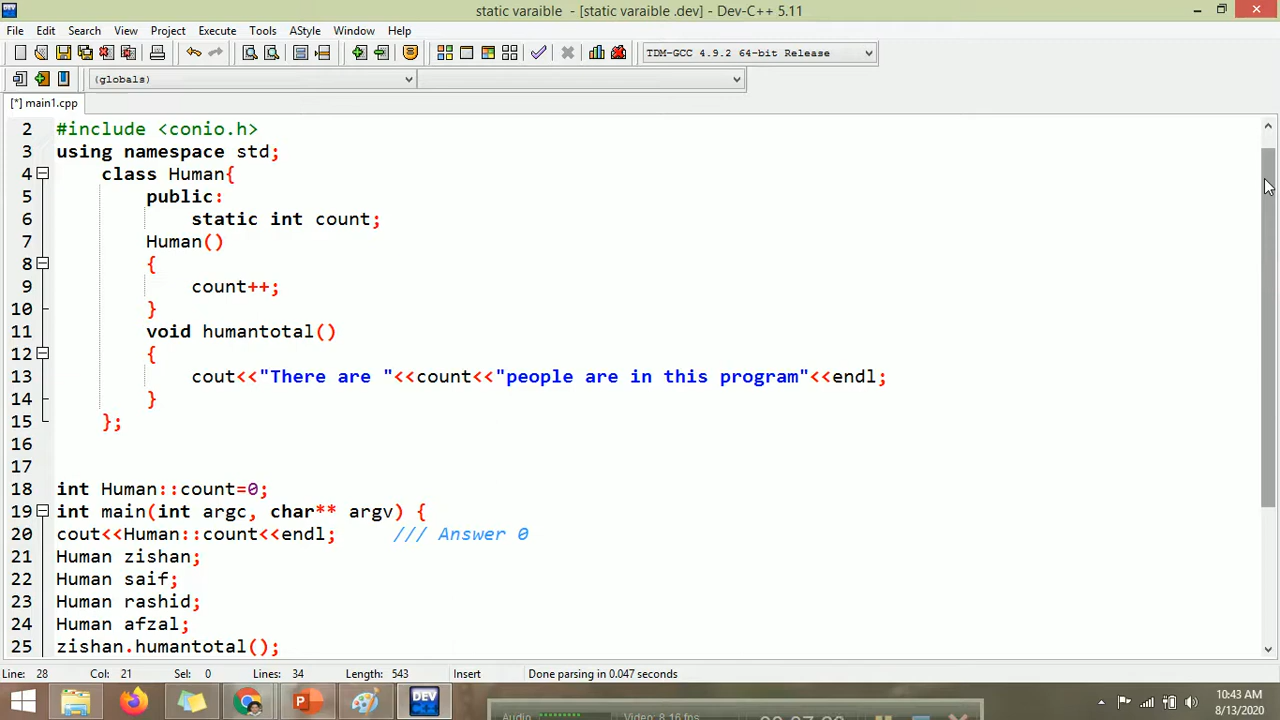 static varaible - [static varaible .dev] - Dev-C++ 5.11
File Edit Search View Project Execute Tools AStyle Window Help
TDM-GCC 4.9.2 64-bit Release
(globals)
[*] main1.cpp
2 #include <conio.h>
3 using namespace std;
4 class Human{
5 public:
6 static int count;
7 Human()
8 {
9 count++;
10 }
11 void humantotal()
12 {
13 cout<<"There are "<<count<<"people are in this program"<<endl;
14 }
15 };
16
17
18 int Human::count=0;
19 int main(int argc, char** argv) {
20 cout<<Human::count<<endl; /// Answer 0
21 Human zishan;
22 Human saif;
23 Human rashid;
24 Human afzal;
25 zishan.humantotal();
Line: 28 Col: 21 Sel: 0 Lines: 34 Length: 543 Insert Done parsing in 0.047 seconds
DEV
10:43 AM
8/13/2020
Audio Video: 8.16 fps